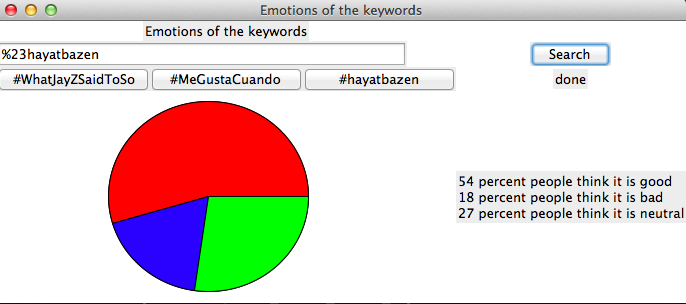 Emotions of the keywords
Emotions of the keywords
%23hayatbazen
Search
#WhatJayZSaidToSo
#MeGustaCuando
#hayatbazen
done
54 percent people think it is good
18 percent people think it is bad
27 percent people think it is neutral